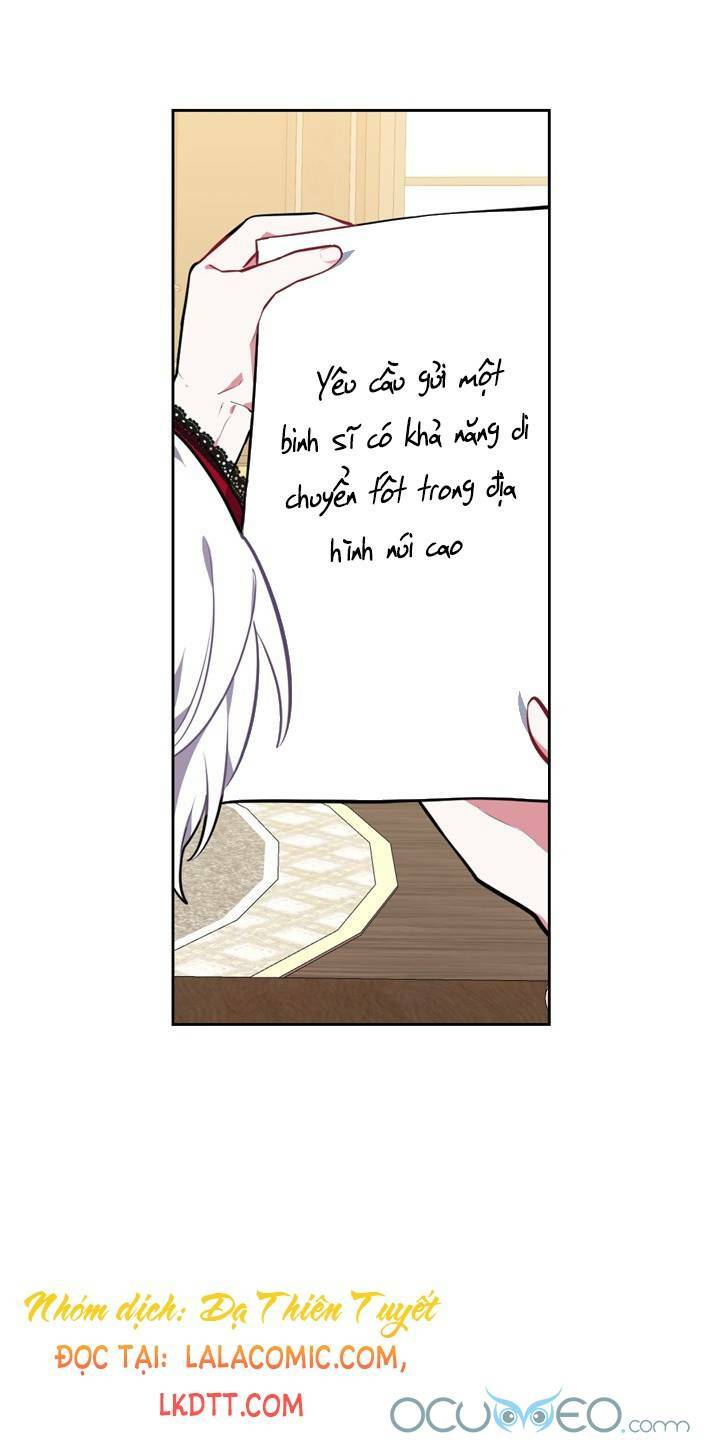 Yêu cầu gửi một
binh sĩ có khả năng di
chuyển tốt trong địa
hình núi cao
Nhóm dịch: Dạ Thiên Tuyết
ĐỌC TẠI: LALACOMIC.COM,
LKDTT.COM
OCUMEO.com